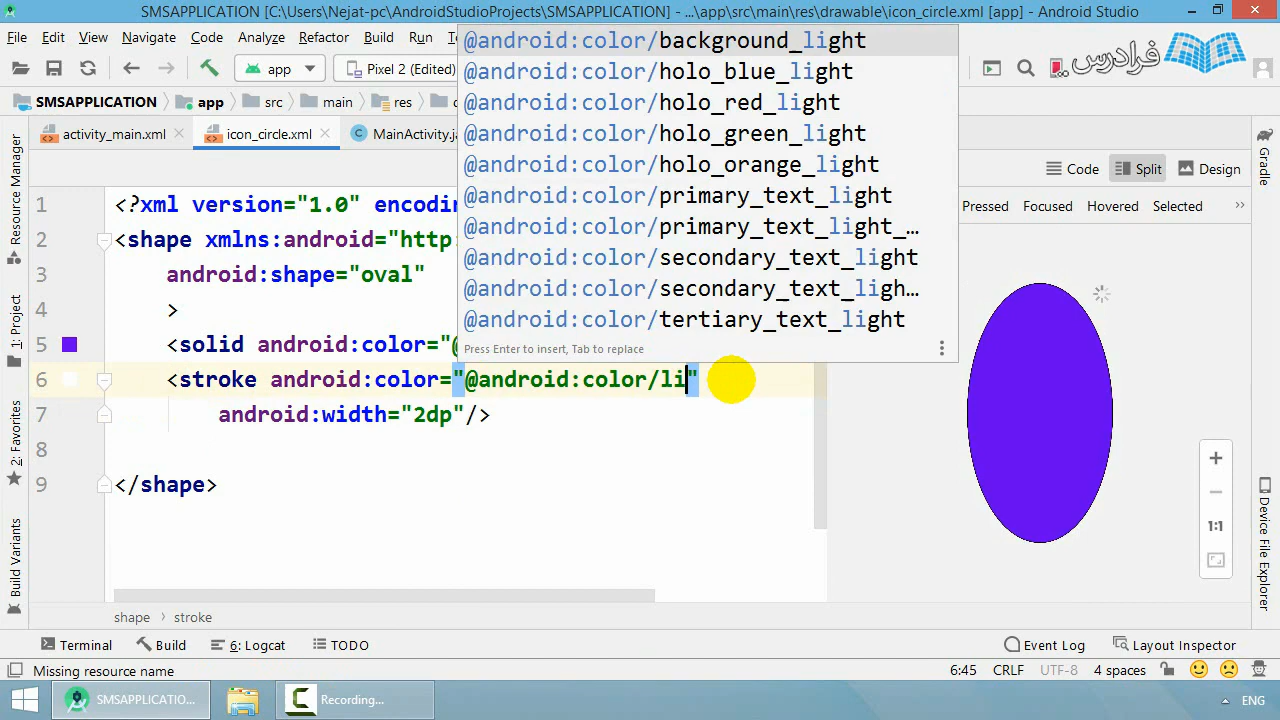 SMSAPPLICATION [C:\Users\Nejat-pc\AndroidStudioProjects\SMSAPPLICATION] - ...\app\src\main\res\drawable\icon_circle.xml [app] - Android Studio
File Edit View Navigate Code Analyze Refactor Build Run
app Pixel 2 (Edited)
فرادرس
SMSAPPLICATION app src main res
activity_main.xml icon_circle.xml MainActivity.ja
Code Split Design
Pressed Focused Hovered Selected
@android:color/background_light
@android:color/holo_blue_light
@android:color/holo_red_light
@android:color/holo_green_light
@android:color/holo_orange_light
@android:color/primary_text_light
@android:color/primary_text_light_...
@android:color/secondary_text_light
@android:color/secondary_text_ligh...
@android:color/tertiary_text_light
Press Enter to insert, Tab to replace
1 <?xml version="1.0" encodin
2 <shape xmlns:android="http:
3 android:shape="oval"
4 >
5 <solid android:color="@
6 <stroke android:color="@android:color/li"
7 android:width="2dp"/>
8
9 </shape>
Resource Manager
1: Project
2: Favorites
Build Variants
Gradle
Device File Explorer
1:1
shape stroke
Terminal Build 6: Logcat TODO Event Log Layout Inspector
Missing resource name 6:45 CRLF UTF-8 4 spaces
SMSAPPLICATIO... Recording... ENG